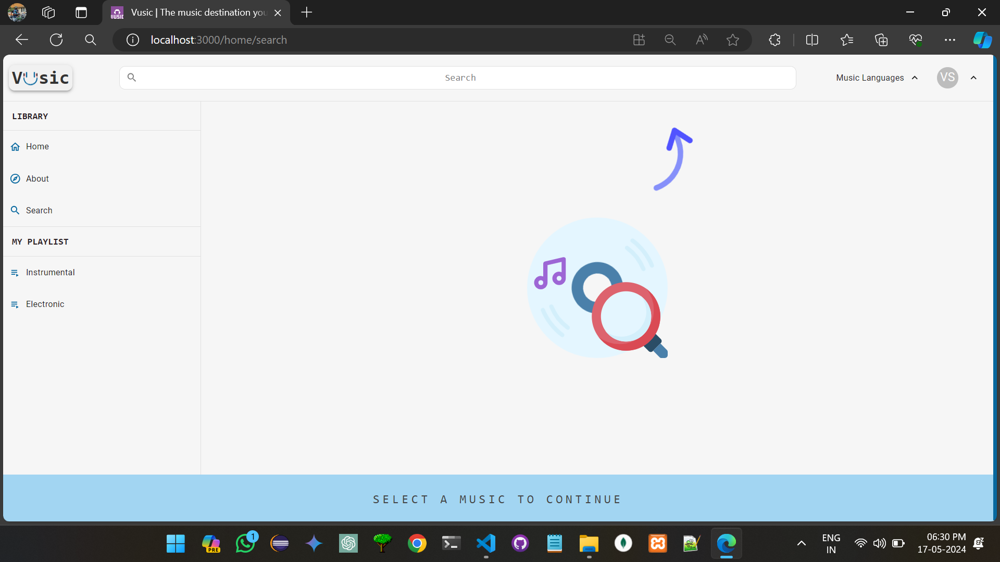 Vusic | The music destination you
localhost:3000/home/search
Vusic
Search
Music Languages
VS
LIBRARY
Home
About
Search
MY PLAYLIST
Instrumental
Electronic
SELECT A MUSIC TO CONTINUE
1
PRE
ENG
IN
06:30 PM
17-05-2024